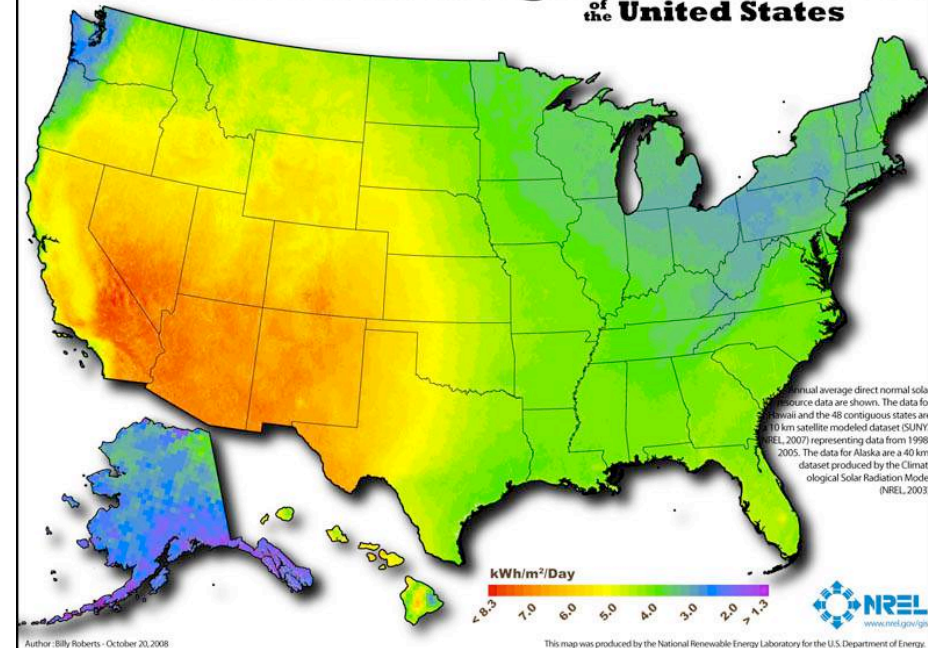 of
the United States
Annual average direct normal sola
resource data are shown. The data fo
Hawaii and the 48 contiguous states are
a 10 km satellite modeled dataset (SUNY
NREL, 2007) representing data from 1998
2005. The data for Alaska are a 40 km
dataset produced by the Climat
ological Solar Radiation Mode
(NREL, 2003
kWh/m²/Day
< 8.3 7.0 6.0 5.0 4.0 3.0 2.0 > 1.3
NREL
www.nrel.gov/gis
Author : Billy Roberts - October 20, 2008
This map was produced by the National Renewable Energy Laboratory for the U.S. Department of Energy.